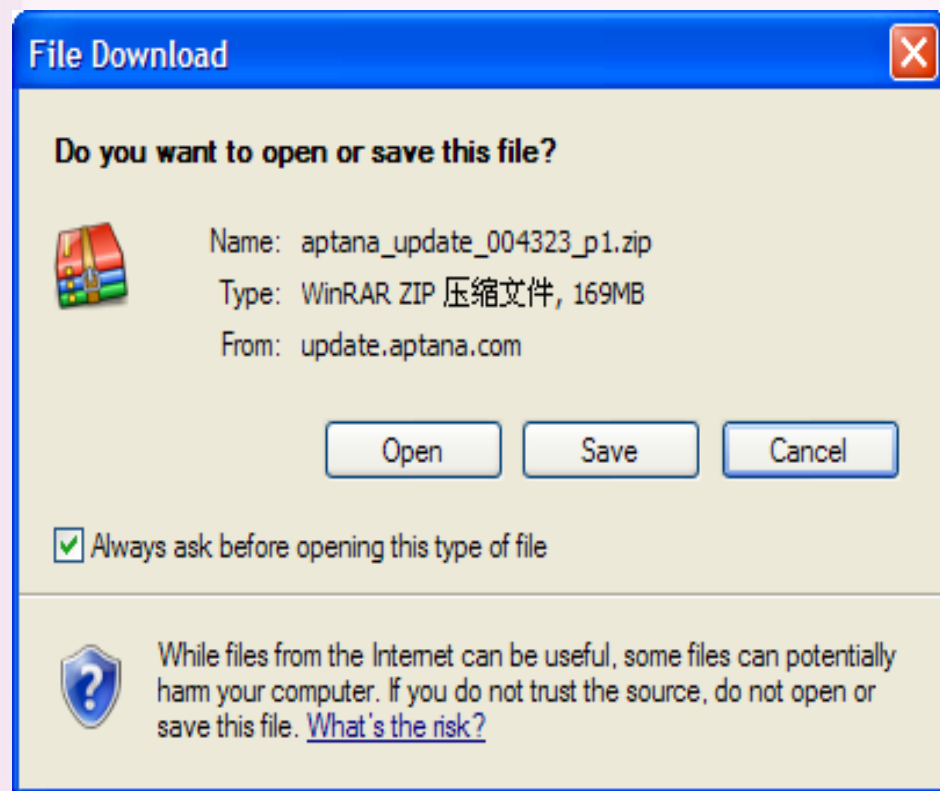 File Download
Do you want to open or save this file?
Name: aptana_update_004323_p1.zip
Type: WinRAR ZIP 压缩文件, 169MB
From: update.aptana.com
Open Save Cancel
Always ask before opening this type of file
While files from the Internet can be useful, some files can potentially
harm your computer. If you do not trust the source, do not open or
save this file. What's the risk?